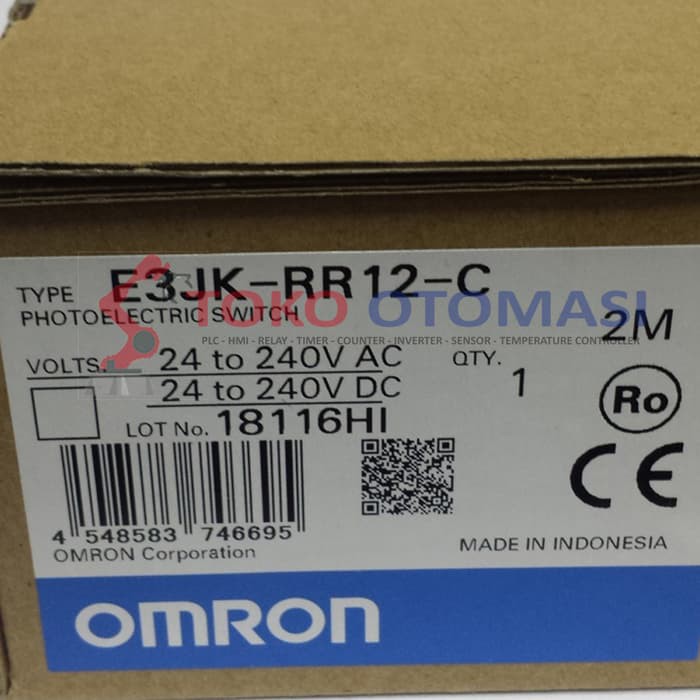 TYPE E3JK-RR12-C
TOKO OTOMASI
PHOTOELECTRIC SWITCH
2M
PLC - HMI - RELAY - TIMER - COUNTER - INVERTER - SENSOR - TEMPERATURE CONTROLLER
VOLTS. 24 to 240V AC QTY. 1
24 to 240V DC
Ro
LOT No. 18116HI
CE
4 548583 746695
OMRON Corporation
MADE IN INDONESIA
OMRON